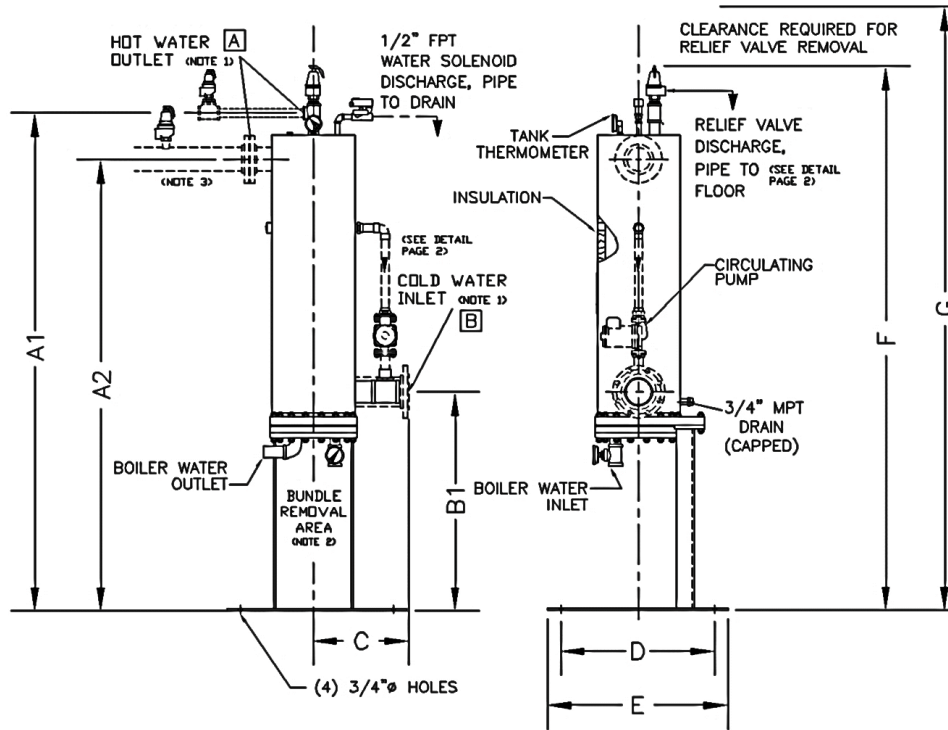 HOT WATER A
OUTLET (NOTE 1)
1/2" FPT
WATER SOLENOID
DISCHARGE, PIPE
TO DRAIN
CLEARANCE REQUIRED FOR
RELIEF VALVE REMOVAL
TANK
THERMOMETER
RELIEF VALVE
DISCHARGE,
PIPE TO (SEE DETAIL
FLOOR PAGE 2)
(NOTE 3)
INSULATION
(SEE DETAIL
PAGE 2)
COLD WATER
INLET (NOTE 1)
B
CIRCULATING
PUMP
A1
A2
B1
F
G
3/4" MPT
DRAIN
(CAPPED)
BOILER WATER
OUTLET
BUNDLE
REMOVAL
AREA
(NOTE 2)
BOILER WATER
INLET
C
D
E
(4) 3/4"ø HOLES